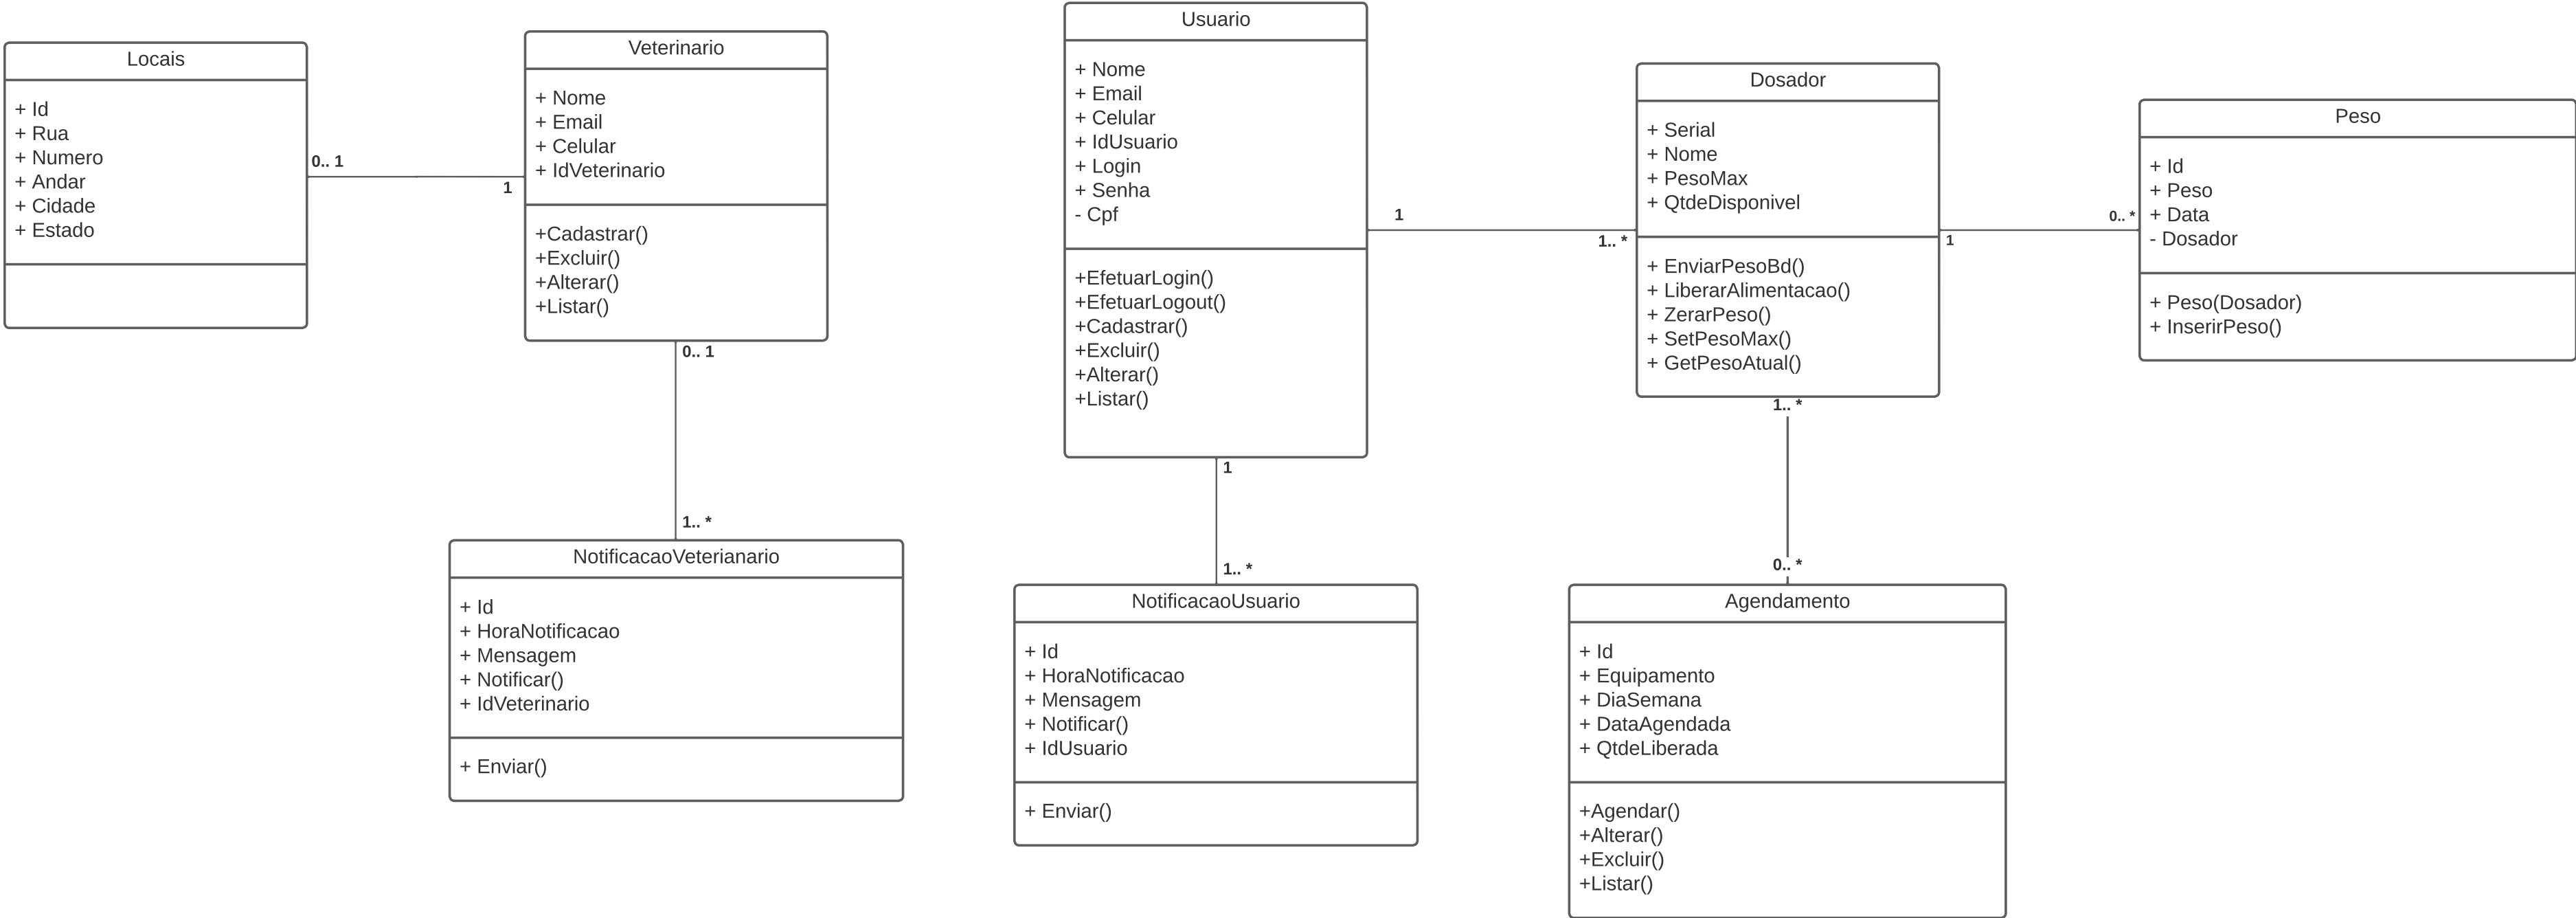 Locais
+ Id
+ Rua
+ Numero
+ Andar
+ Cidade
+ Estado
0.. 1
1
Veterinario
+ Nome
+ Email
+ Celular
+ IdVeterinario
+Cadastrar()
+Excluir()
+Alterar()
+Listar()
0.. 1
1.. *
NotificacaoVeterianario
+ Id
+ HoraNotificacao
+ Mensagem
+ Notificar()
+ IdVeterinario
+ Enviar()
Usuario
+ Nome
+ Email
+ Celular
+ IdUsuario
+ Login
+ Senha
- Cpf
+EfetuarLogin()
+EfetuarLogout()
+Cadastrar()
+Excluir()
+Alterar()
+Listar()
1
1.. *
1
1.. *
NotificacaoUsuario
+ Id
+ HoraNotificacao
+ Mensagem
+ Notificar()
+ IdUsuario
+ Enviar()
Dosador
+ Serial
+ Nome
+ PesoMax
+ QtdeDisponivel
+ EnviarPesoBd()
+ LiberarAlimentacao()
+ ZerarPeso()
+ SetPesoMax()
+ GetPesoAtual()
1.. *
0.. *
Agendamento
+ Id
+ Equipamento
+ DiaSemana
+ DataAgendada
+ QtdeLiberada
+Agendar()
+Alterar()
+Excluir()
+Listar()
1
0.. *
Peso
+ Id
+ Peso
+ Data
- Dosador
+ Peso(Dosador)
+ InserirPeso()